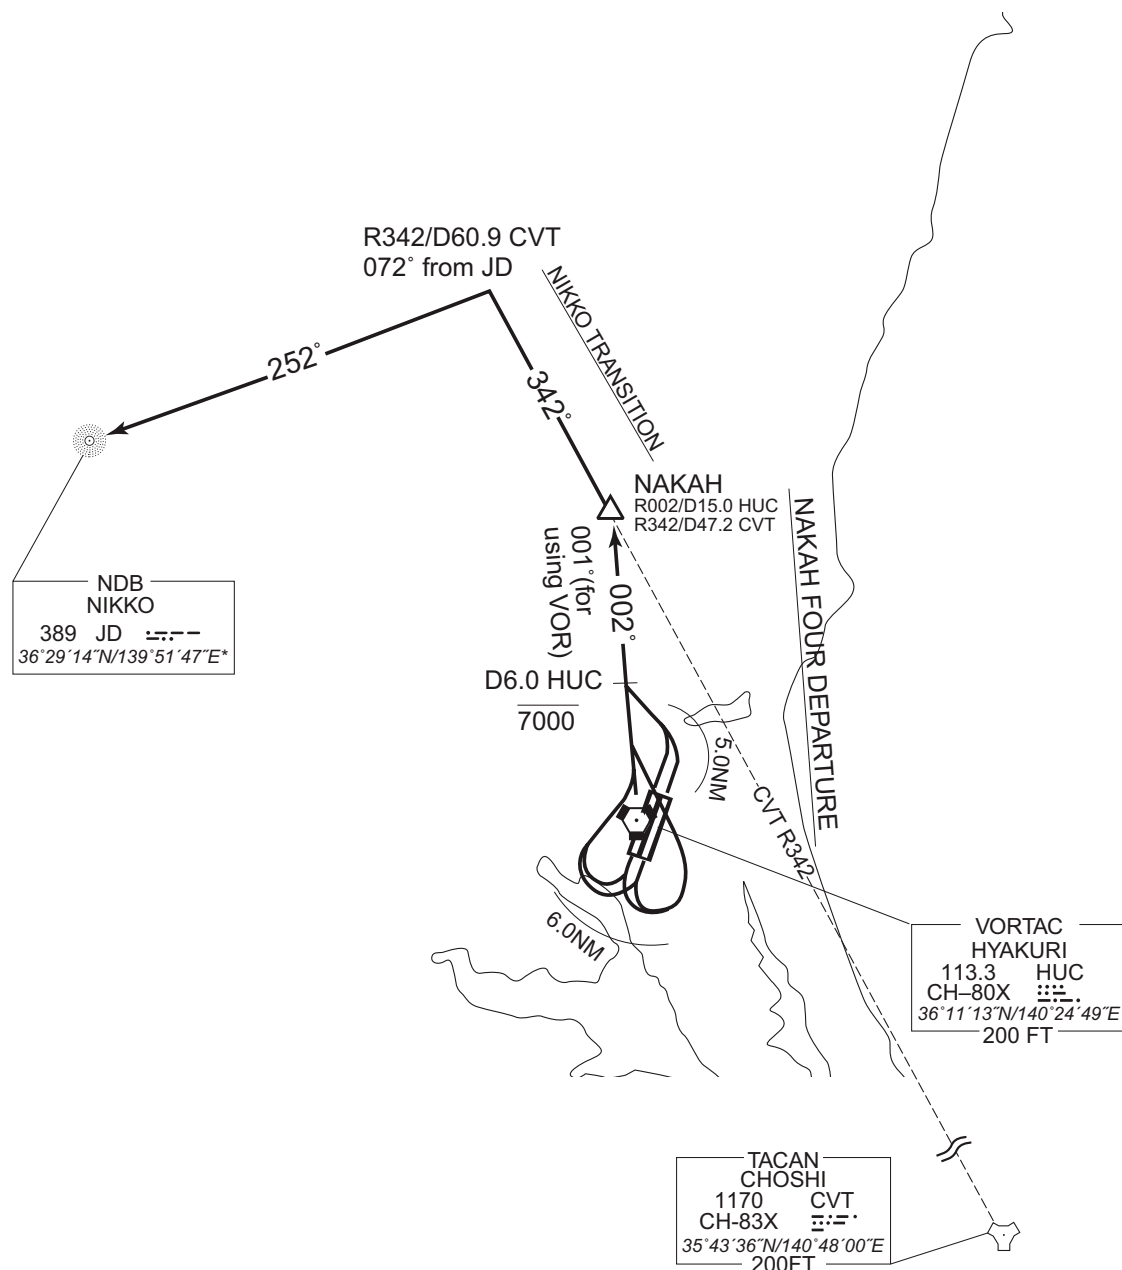 R342/D60.9 CVT
072° from JD
NIKKO TRANSITION
252°
342°
NAKAH
R002/D15.0 HUC
R342/D47.2 CVT
001°(for
using VOR)
002°
NAKAH FOUR DEPARTURE
NDB
NIKKO
389 JD
36°29´14˝N/139°51´47˝E*
D6.0 HUC
7000
5.0NM
CVT R342
6.0NM
VORTAC
HYAKURI
113.3 HUC
CH–80X
36°11´13˝N/140°24´49˝E
200 FT
TACAN
CHOSHI
1170 CVT
CH-83X
35°43´36˝N/140°48´00˝E
200FT